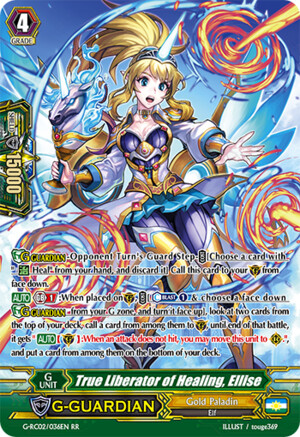 4
GRADE
15000
G GUARDIAN -Opponent Turn's Guard Step- [Choose a card with
Heal- from your hand, and discard it] Call this card to your from
face down.
AUTO GB 1 :When placed on , [C-BLAST 1 & choose a face down
G GUARDIAN from your G zone, and turn it face up], look at two cards from
the top of your deck, call a card from among them to , until end of that battle,
it gets "AUTO [ ]:When an attack does not hit, you may move this unit to .",
and put a card from among them on the bottom of your deck.
G
UNIT
True Liberator of Healing, Ellise
G-GUARDIAN
Gold Paladin
Elf
G-RC02/036EN RR
ILLUST / touge369